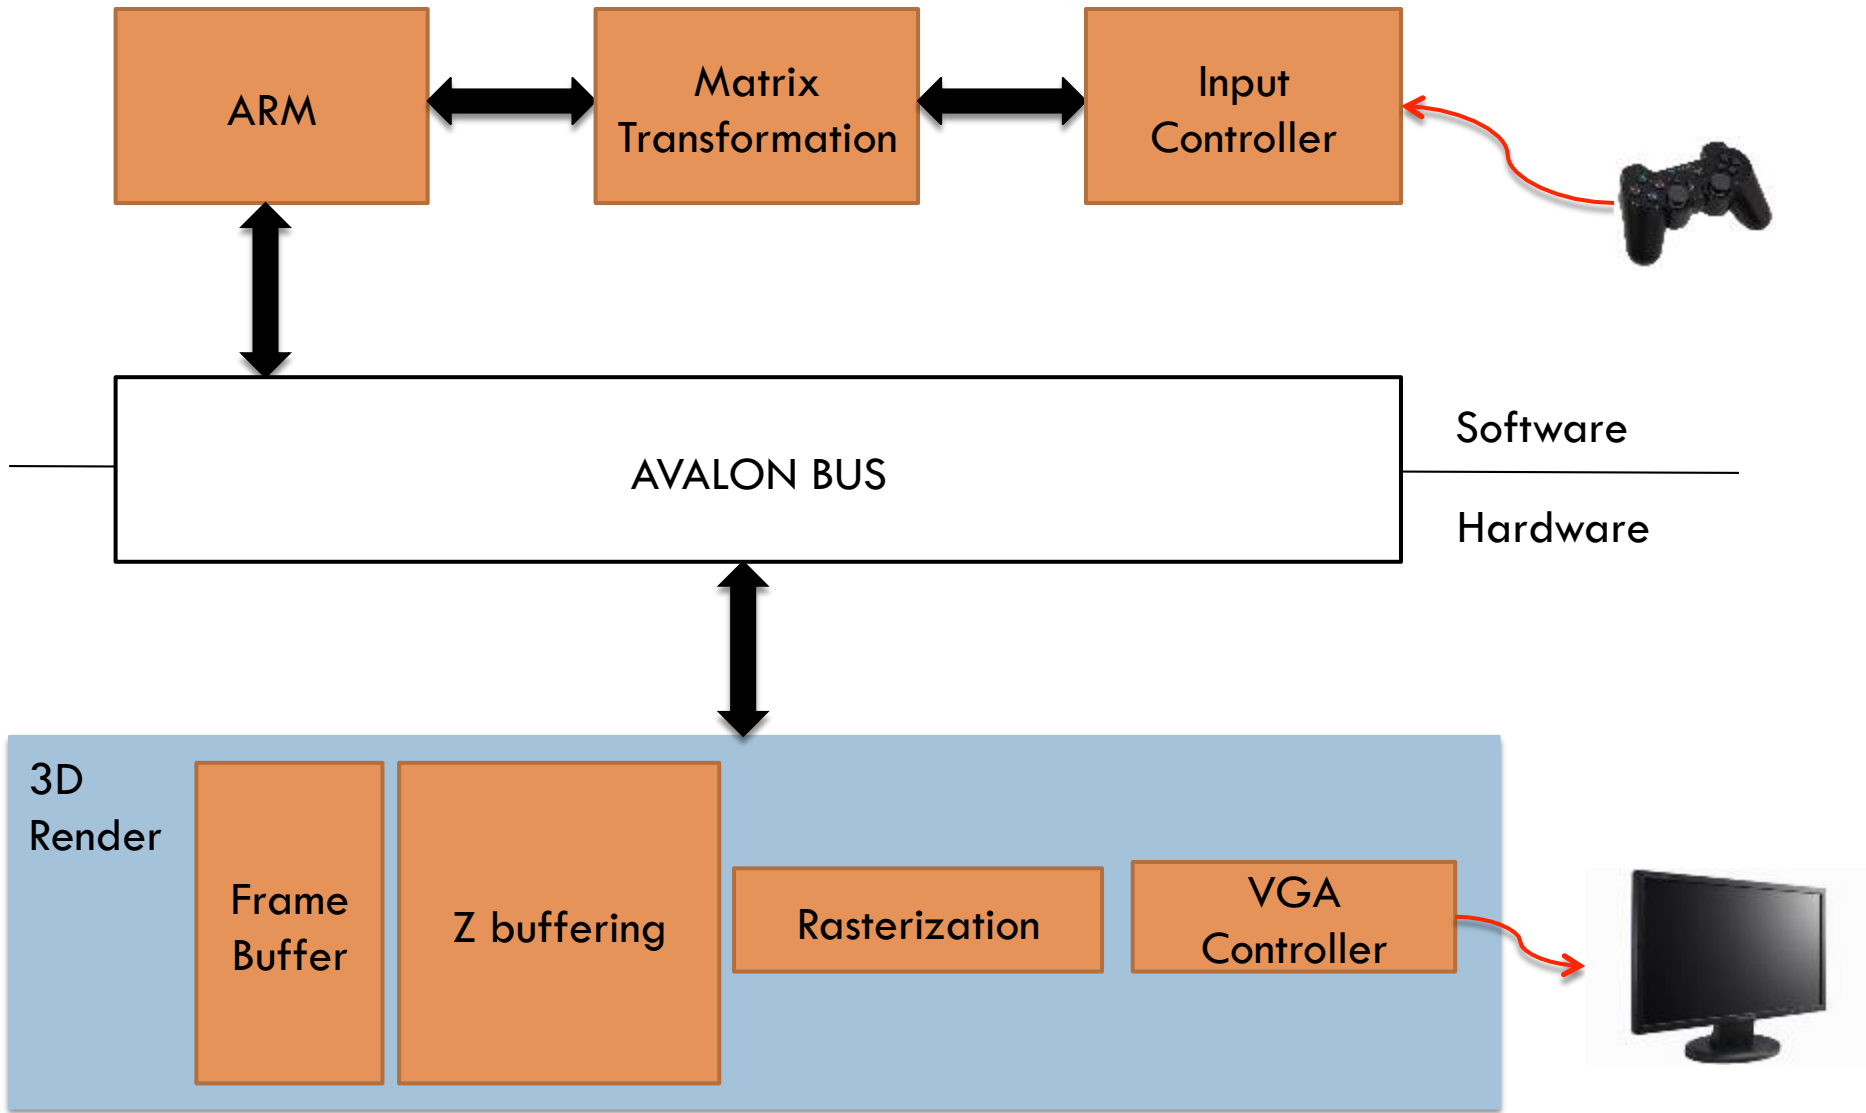 ARM
Matrix
Transformation
Input
Controller
AVALON BUS
Software
Hardware
3D
Render
Frame
Buffer
Z buffering
Rasterization
VGA
Controller